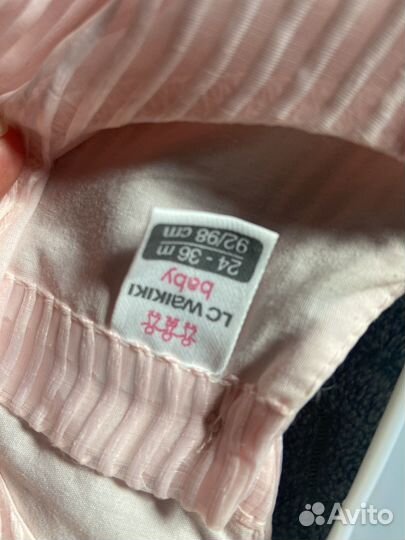 LC WAIKIKI
baby
24 - 36 m
92/98 cm
Avito